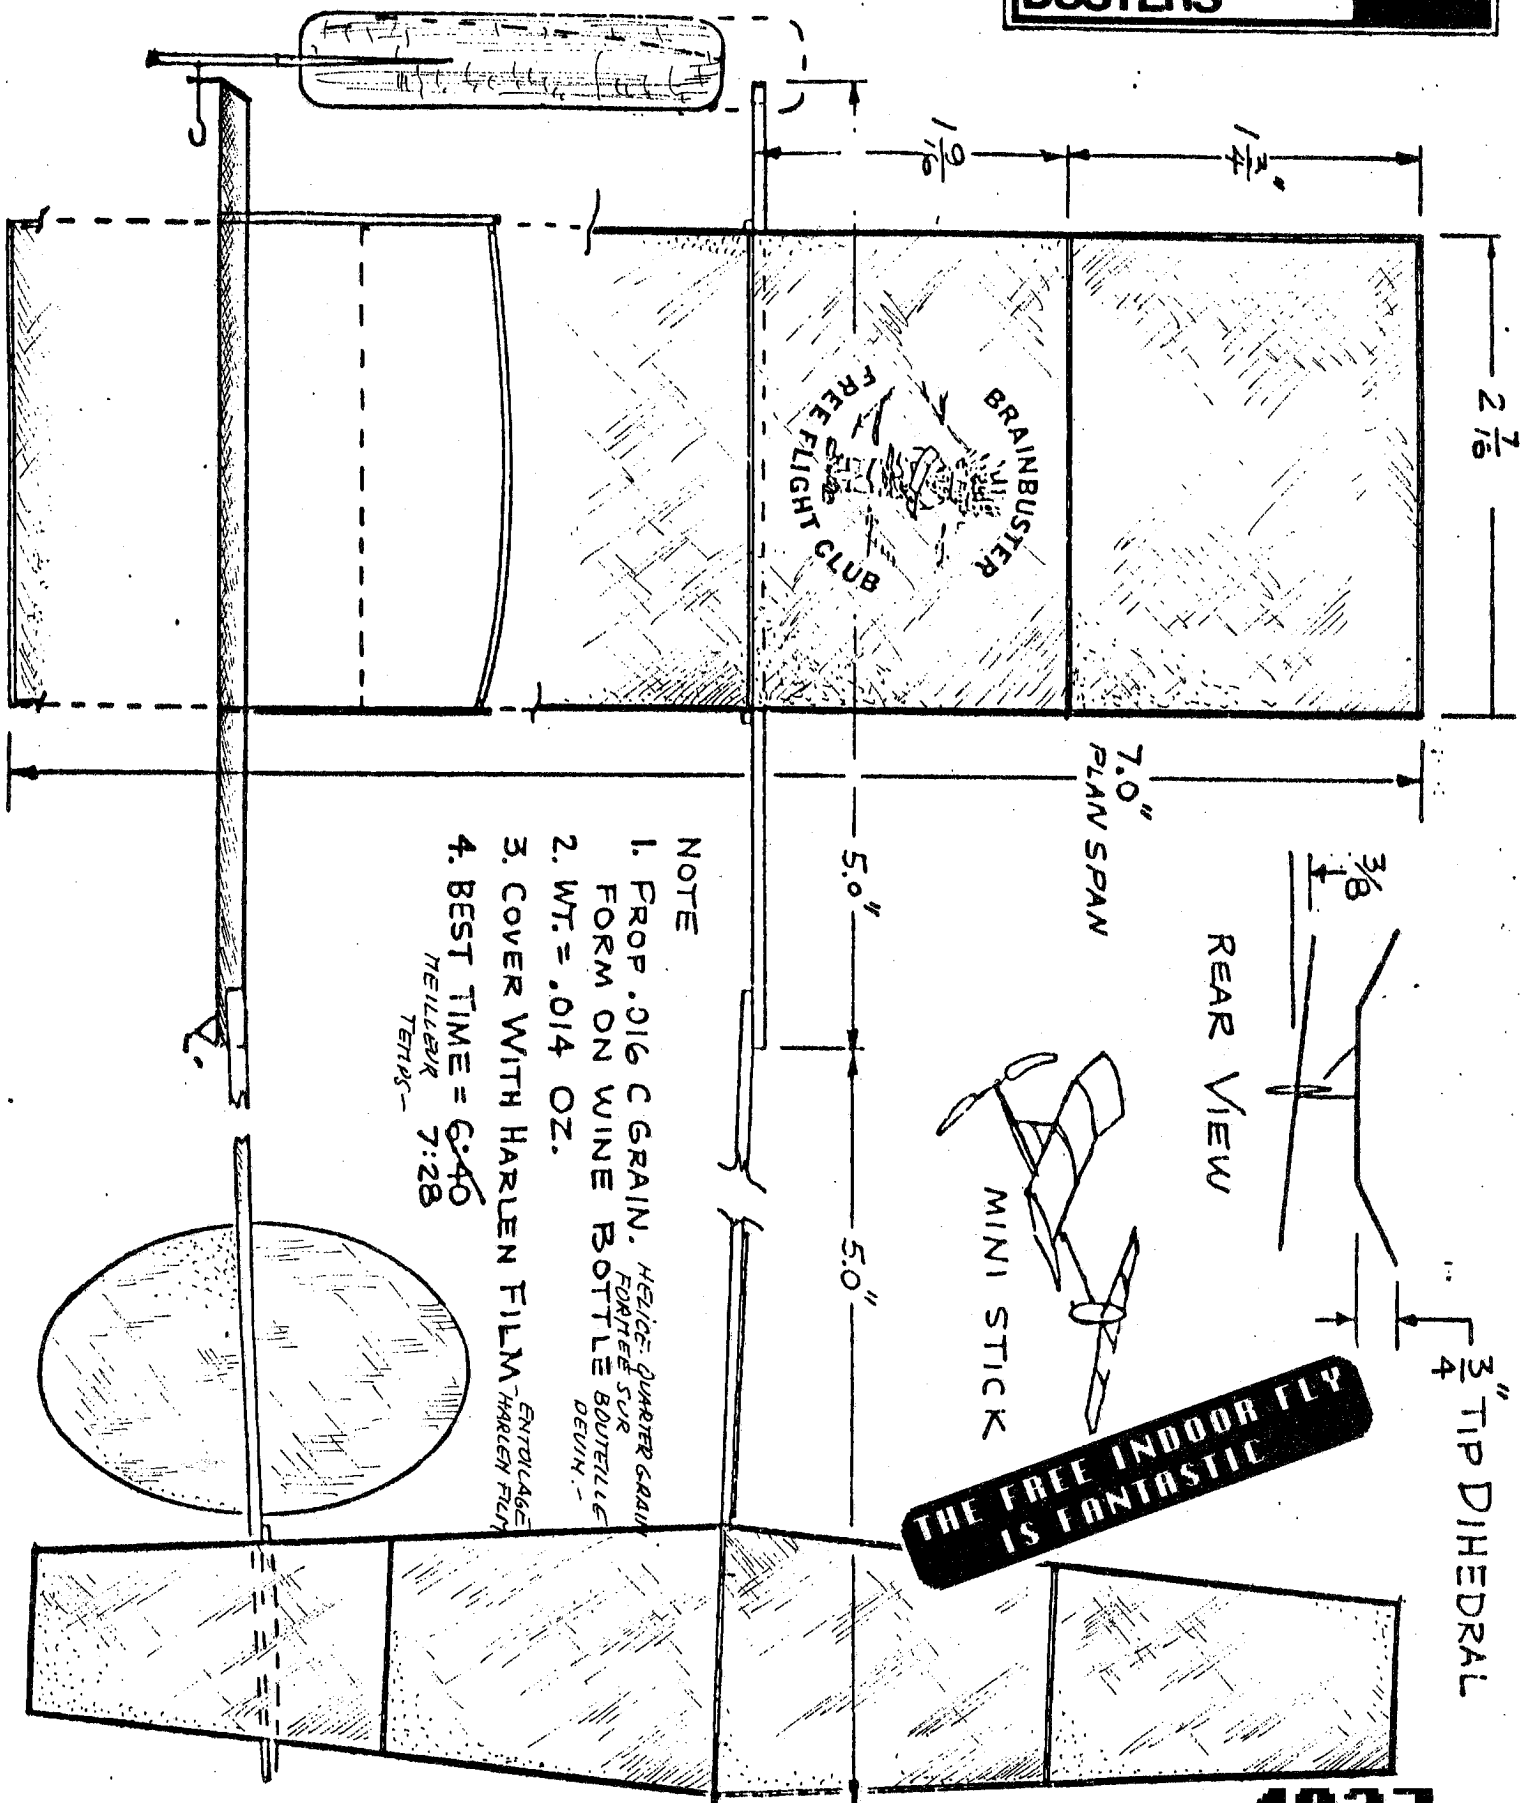 BUSTERS
1 9/16
1 3/4"
2 7/16
BRAINBUSTER
FREE FLIGHT CLUB
7.0"
PLAN SPAN
5.0"
5.0"
3/8
REAR VIEW
3/4" TIP DIHEDRAL
MINI STICK
THE FREE INDOOR FLY
IS FANTASTIC
NOTE
1. PROP .016 C GRAIN. HELICE-QUARTER GRAIN
FORMEÉ SUR
FORM ON WINE BOTTLE BOUTEILLE
DEVIN.-
2. WT. = .014 OZ.
3. COVER WITH HARLEN FILM - ENTOILAGE
HARLEN FILM
4. BEST TIME = 6:40
MEILLEUR 7:28
TEMPS-